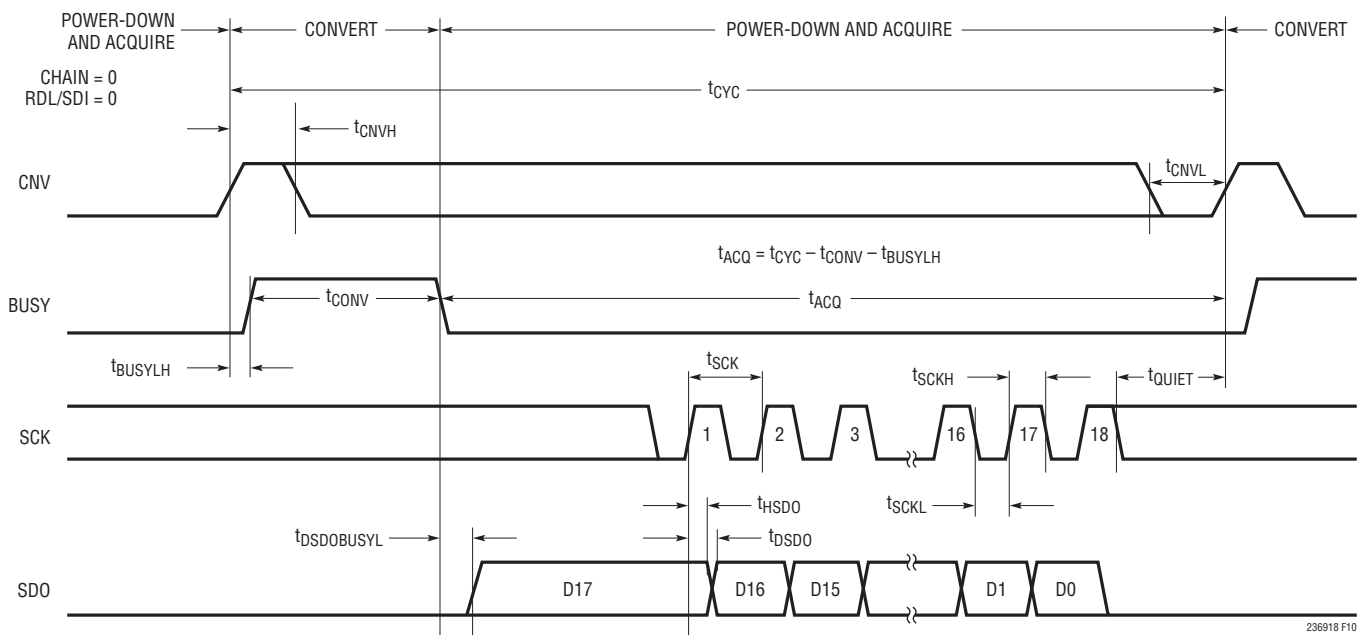 POWER-DOWN
AND ACQUIRE
CONVERT
POWER-DOWN AND ACQUIRE
CONVERT
CHAIN = 0
RDL/SDI = 0
tCYC
tCNVH
tCNVL
CNV
tACQ = tCYC – tCONV – tBUSYLH
BUSY
tCONV
tACQ
tBUSYLH
tSCK
tSCKH
tQUIET
SCK
1
2
3
16
17
18
tHSDO
tSCKL
tDSDOBUSYL
tDSDO
SDO
D17
D16
D15
D1
D0
236918 F10